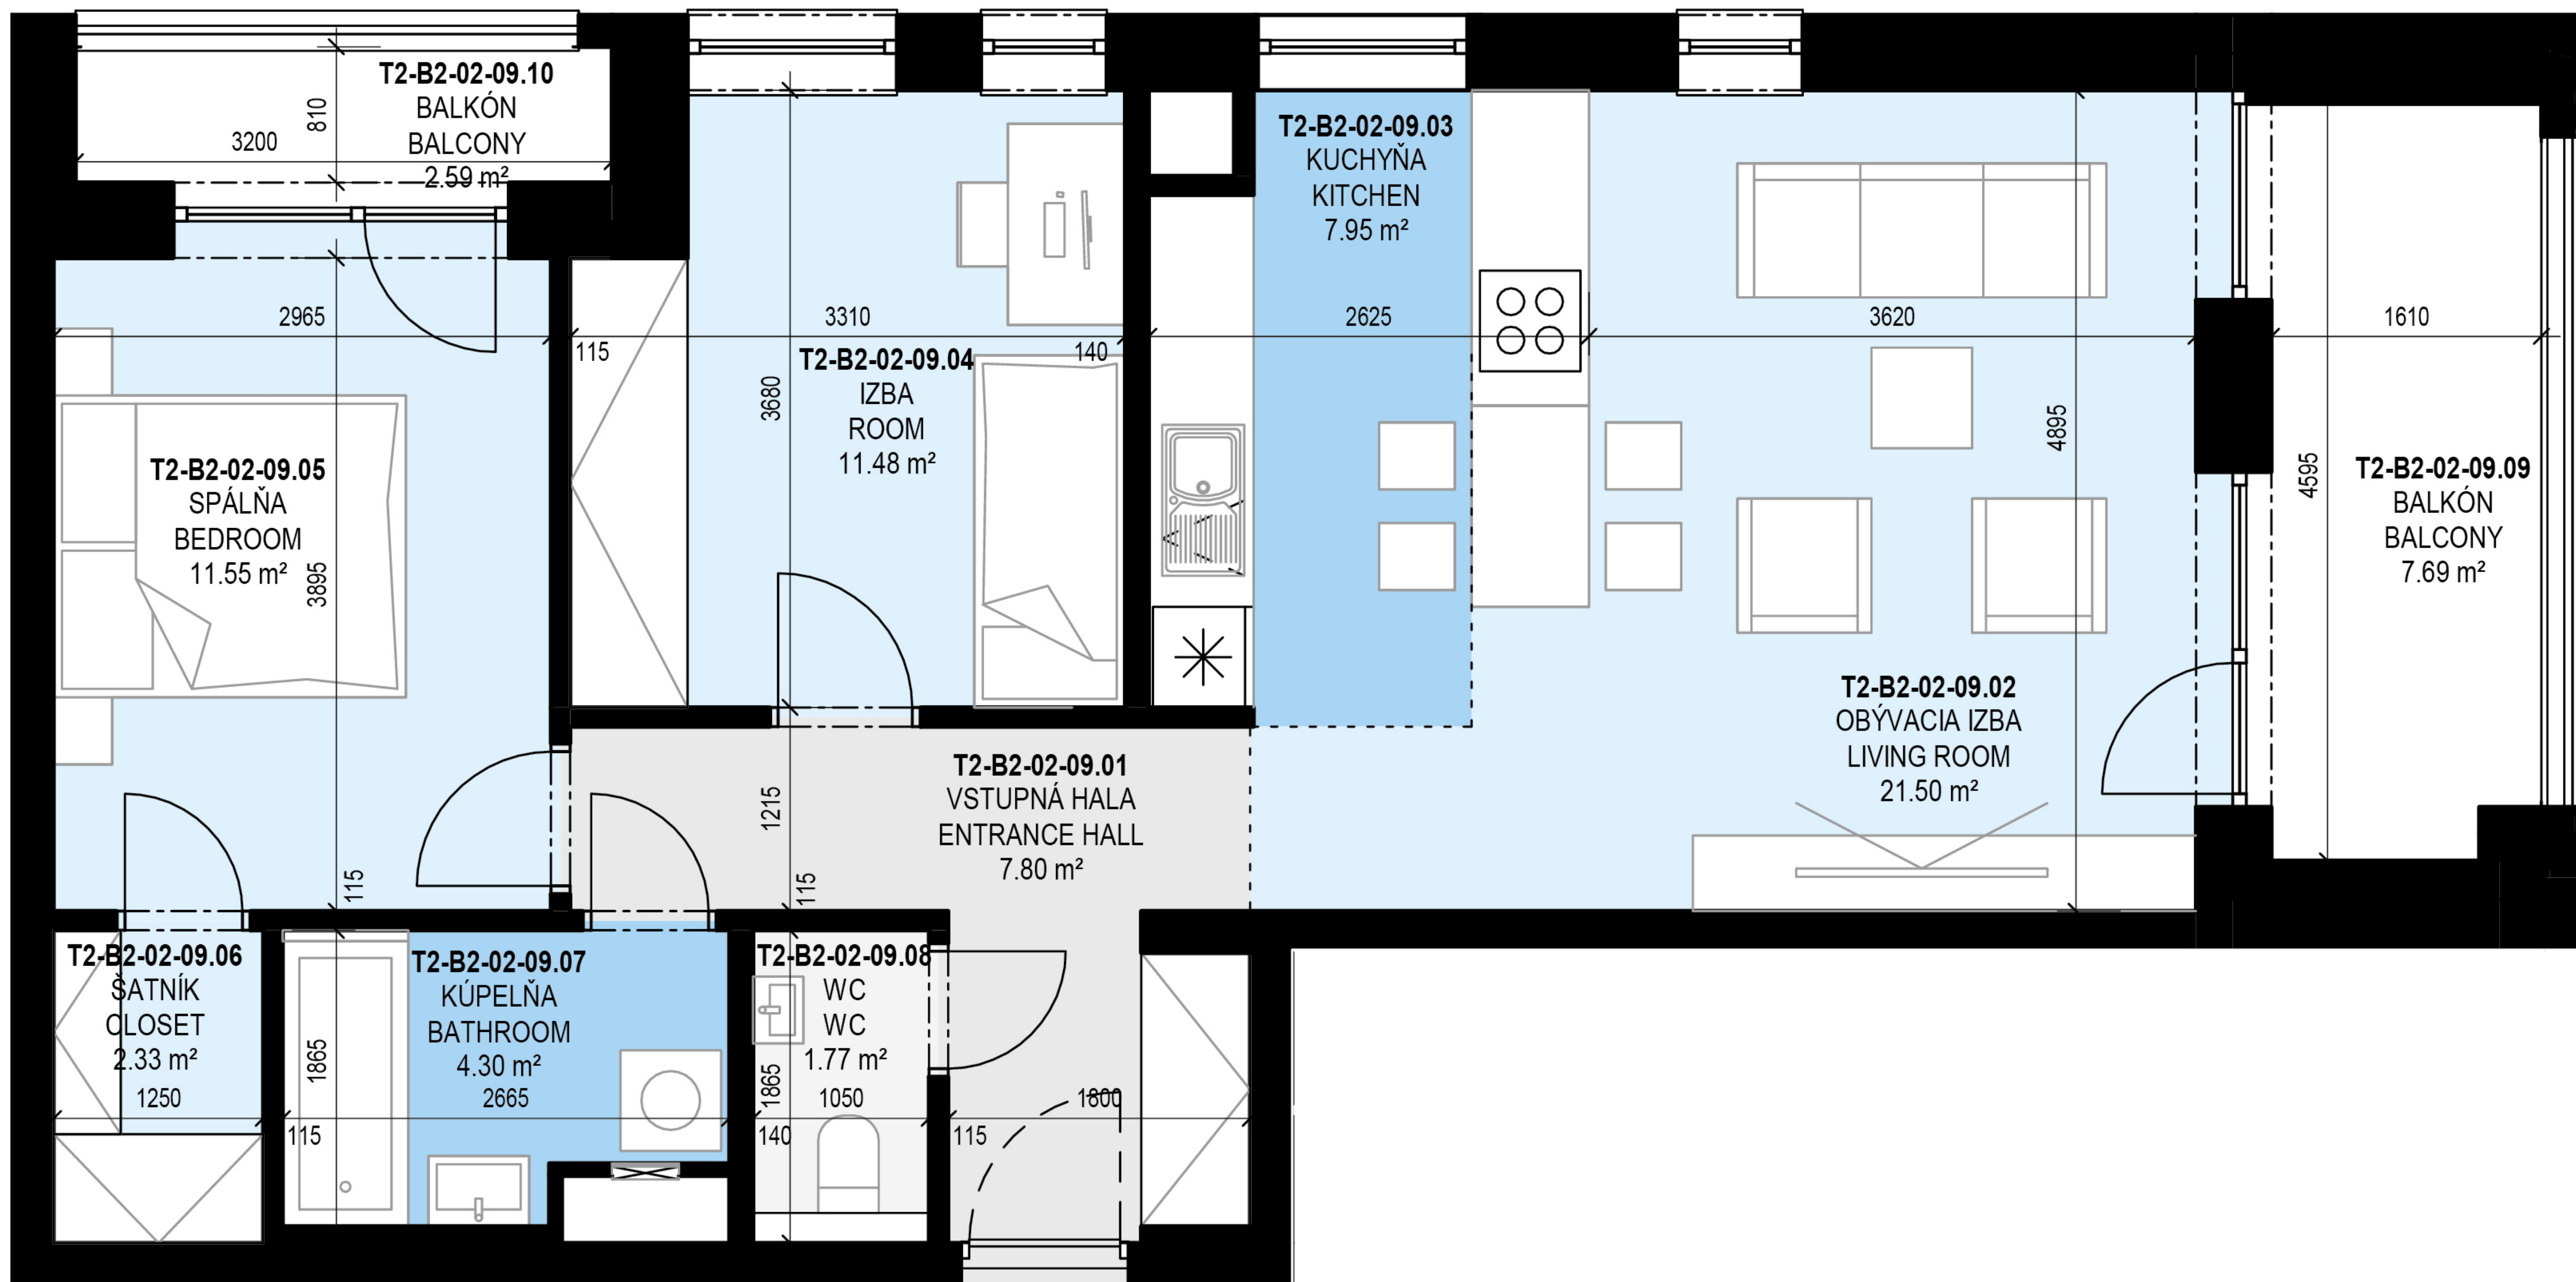 T2-B2-02-09.10
BALKÓN
BALCONY
2.59 m²
3200
810
T2-B2-02-09.03
KUCHYŇA
KITCHEN
7.95 m²
2965
115
3310
140
2625
3620
1610
T2-B2-02-09.04
IZBA
ROOM
11.48 m²
3680
4895
4595
T2-B2-02-09.05
SPÁLŇA
BEDROOM
11.55 m²
3895
T2-B2-02-09.09
BALKÓN
BALCONY
7.69 m²
T2-B2-02-09.02
OBÝVACIA IZBA
LIVING ROOM
21.50 m²
T2-B2-02-09.01
VSTUPNÁ HALA
ENTRANCE HALL
7.80 m²
1215
115
115
T2-B2-02-09.06
ŠATNÍK
CLOSET
2.33 m²
1250
T2-B2-02-09.07
KÚPELŇA
BATHROOM
4.30 m²
2665
1865
115
T2-B2-02-09.08
WC
WC
1.77 m²
1050
1865
140
1800
115